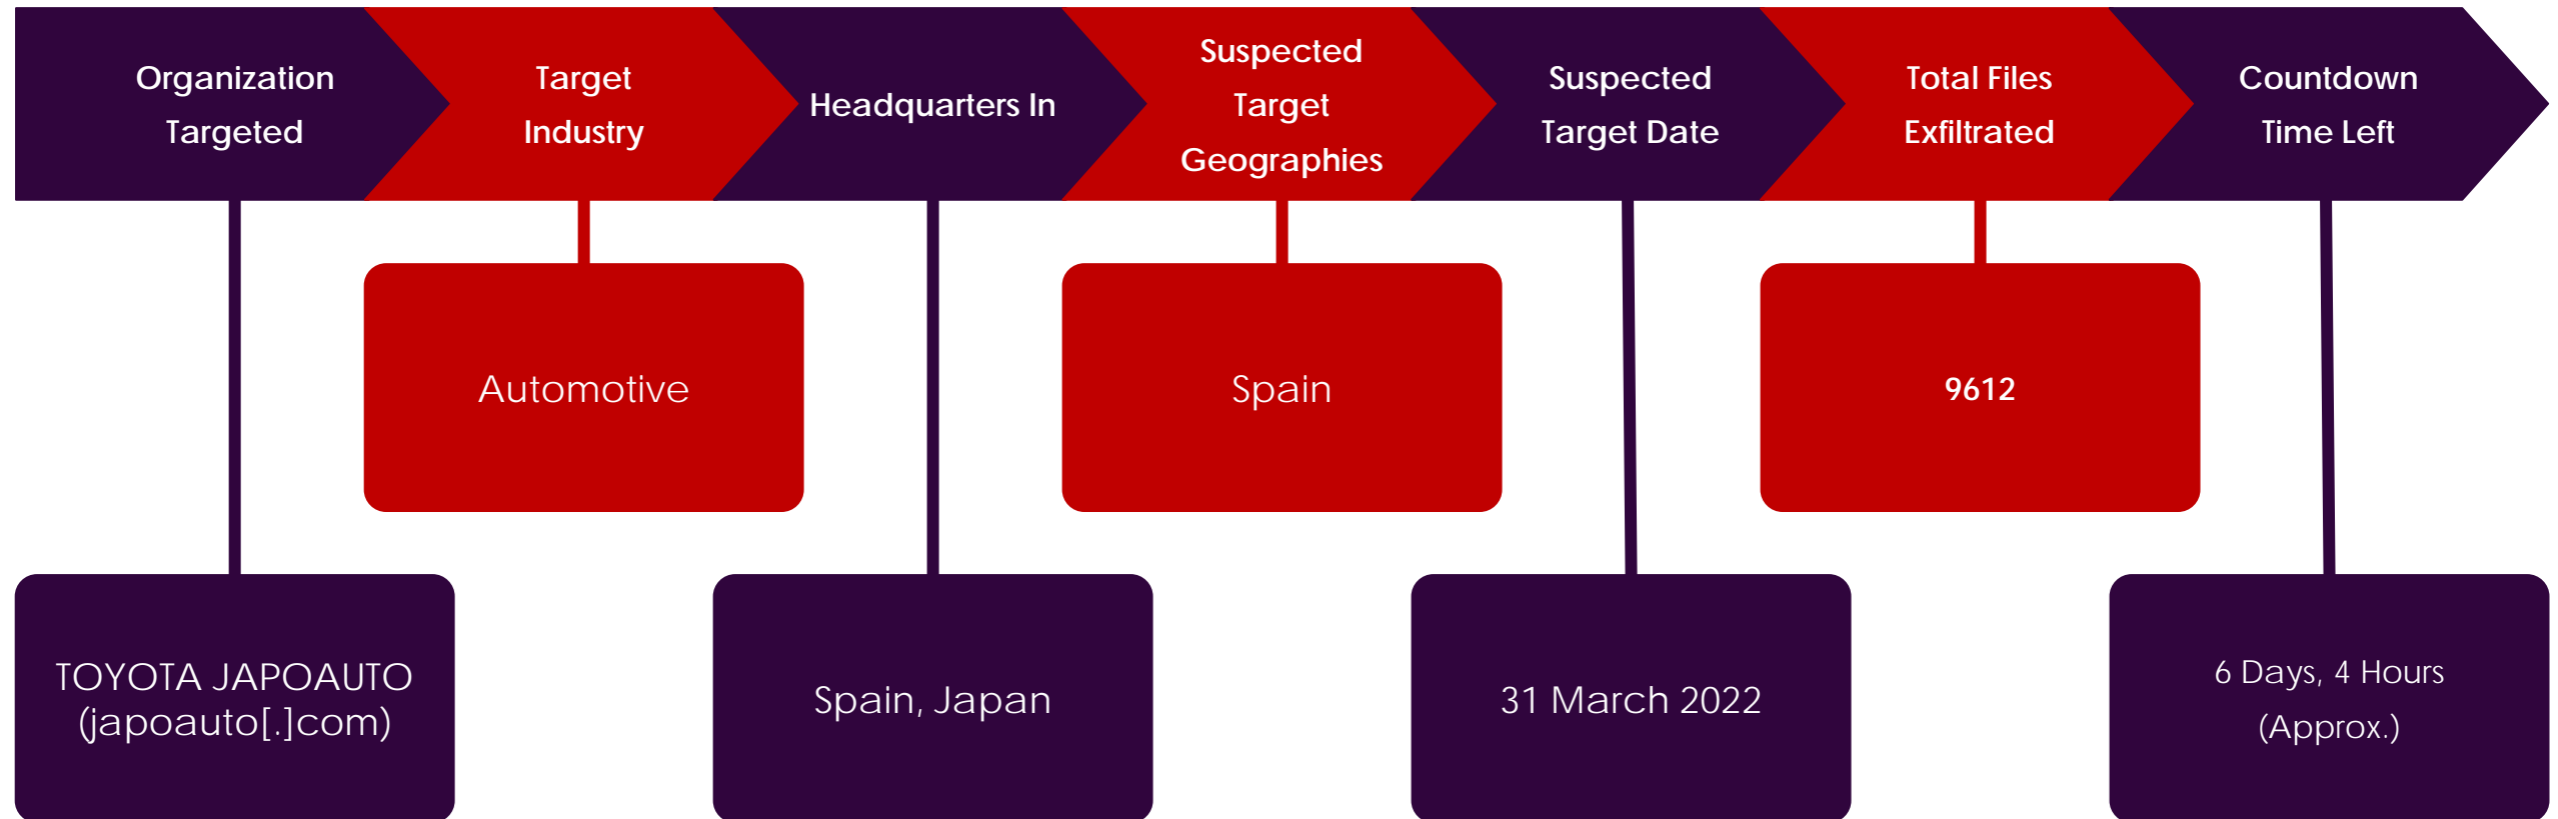 Organization
Targeted
Target
Industry
Headquarters In
Suspected
Target
Geographies
Suspected
Target Date
Total Files
Exfiltrated
Countdown
Time Left
Automotive
Spain
9612
TOYOTA JAPOAUTO
(japoauto[.]com)
Spain, Japan
31 March 2022
6 Days, 4 Hours
(Approx.)